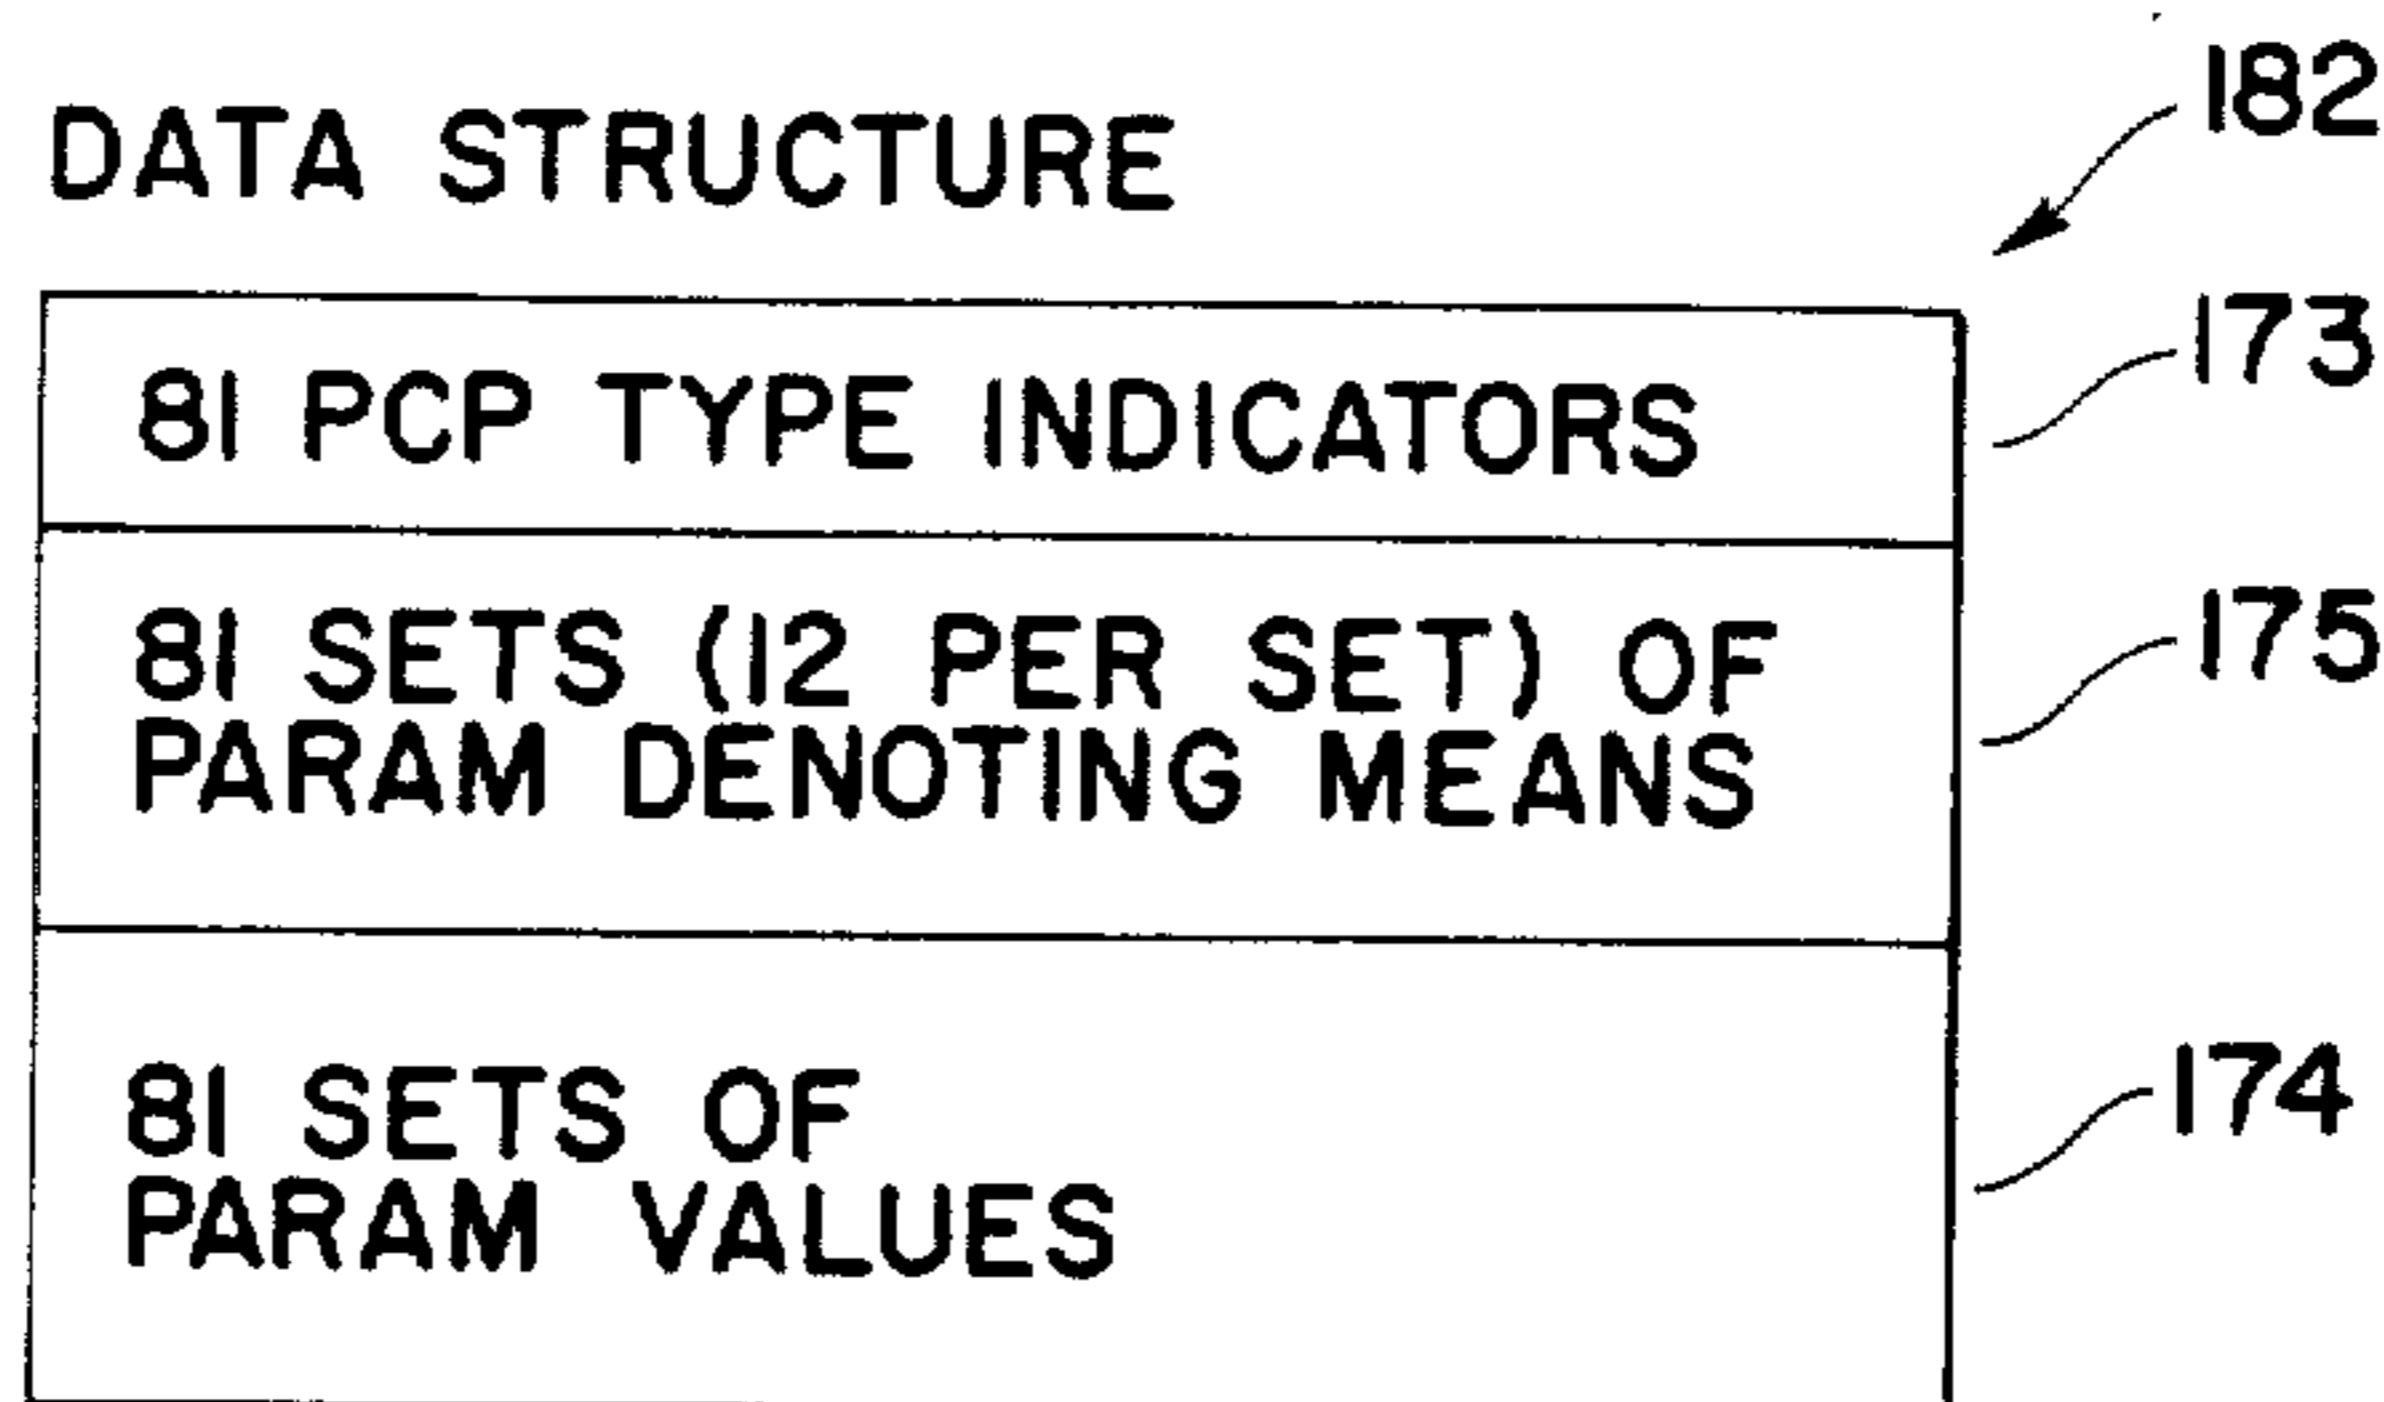 182
DATA STRUCTURE
173
81 PCP TYPE INDICATORS
175
81 SETS (12 PER SET) OF
PARAM DENOTING MEANS
174
81 SETS OF
PARAM VALUES